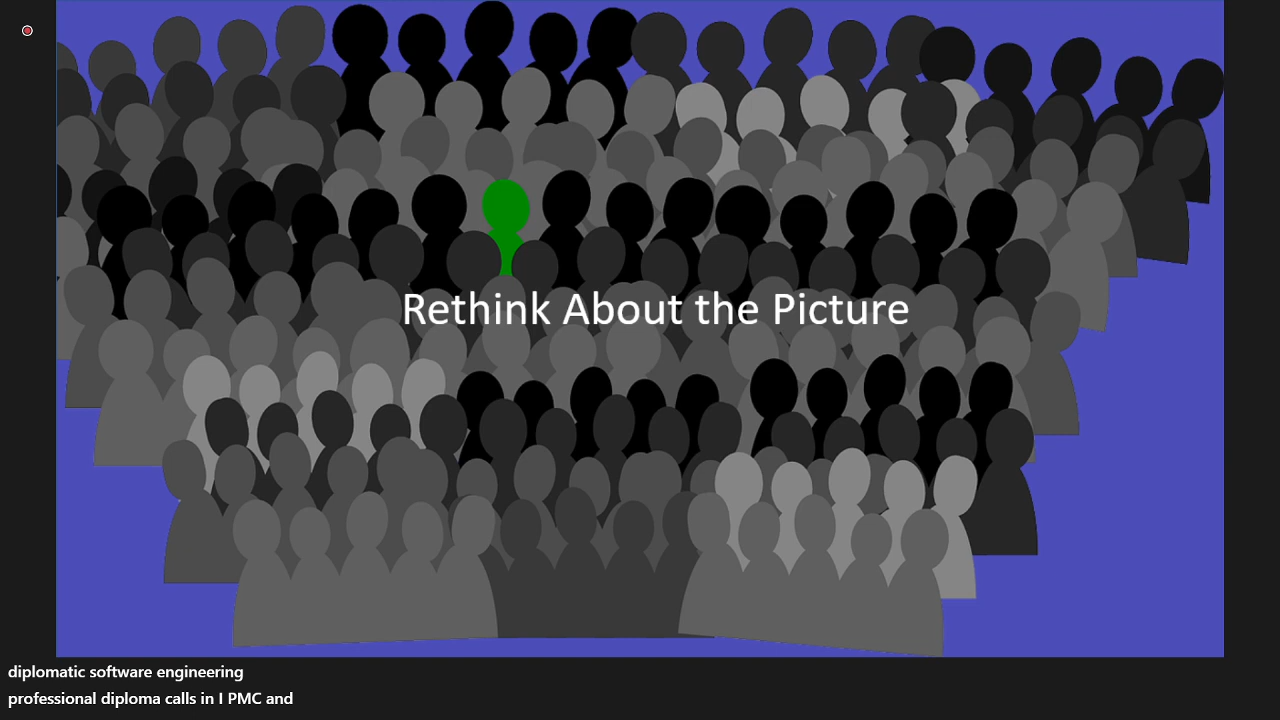 Rethink About the Picture
diplomatic software engineering
professional diploma calls in I PMC and